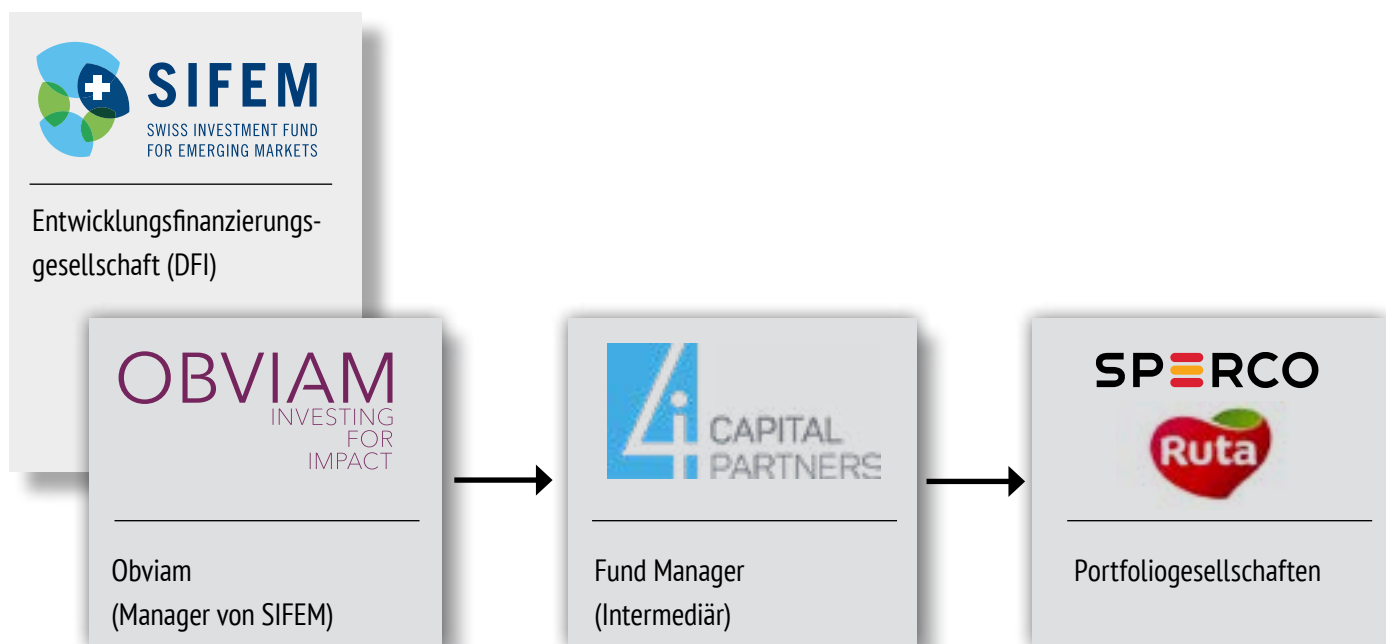 SIFEM
SWISS INVESTMENT FUND
FOR EMERGING MARKETS
Entwicklungsfinanzierungs-
gesellschaft (DFI)
OBVIAM
INVESTING
FOR
IMPACT
Obviam
(Manager von SIFEM)
4i
CAPITAL
PARTNERS
Fund Manager
(Intermediär)
SPERCO
Ruta
Portfoliogesellschaften